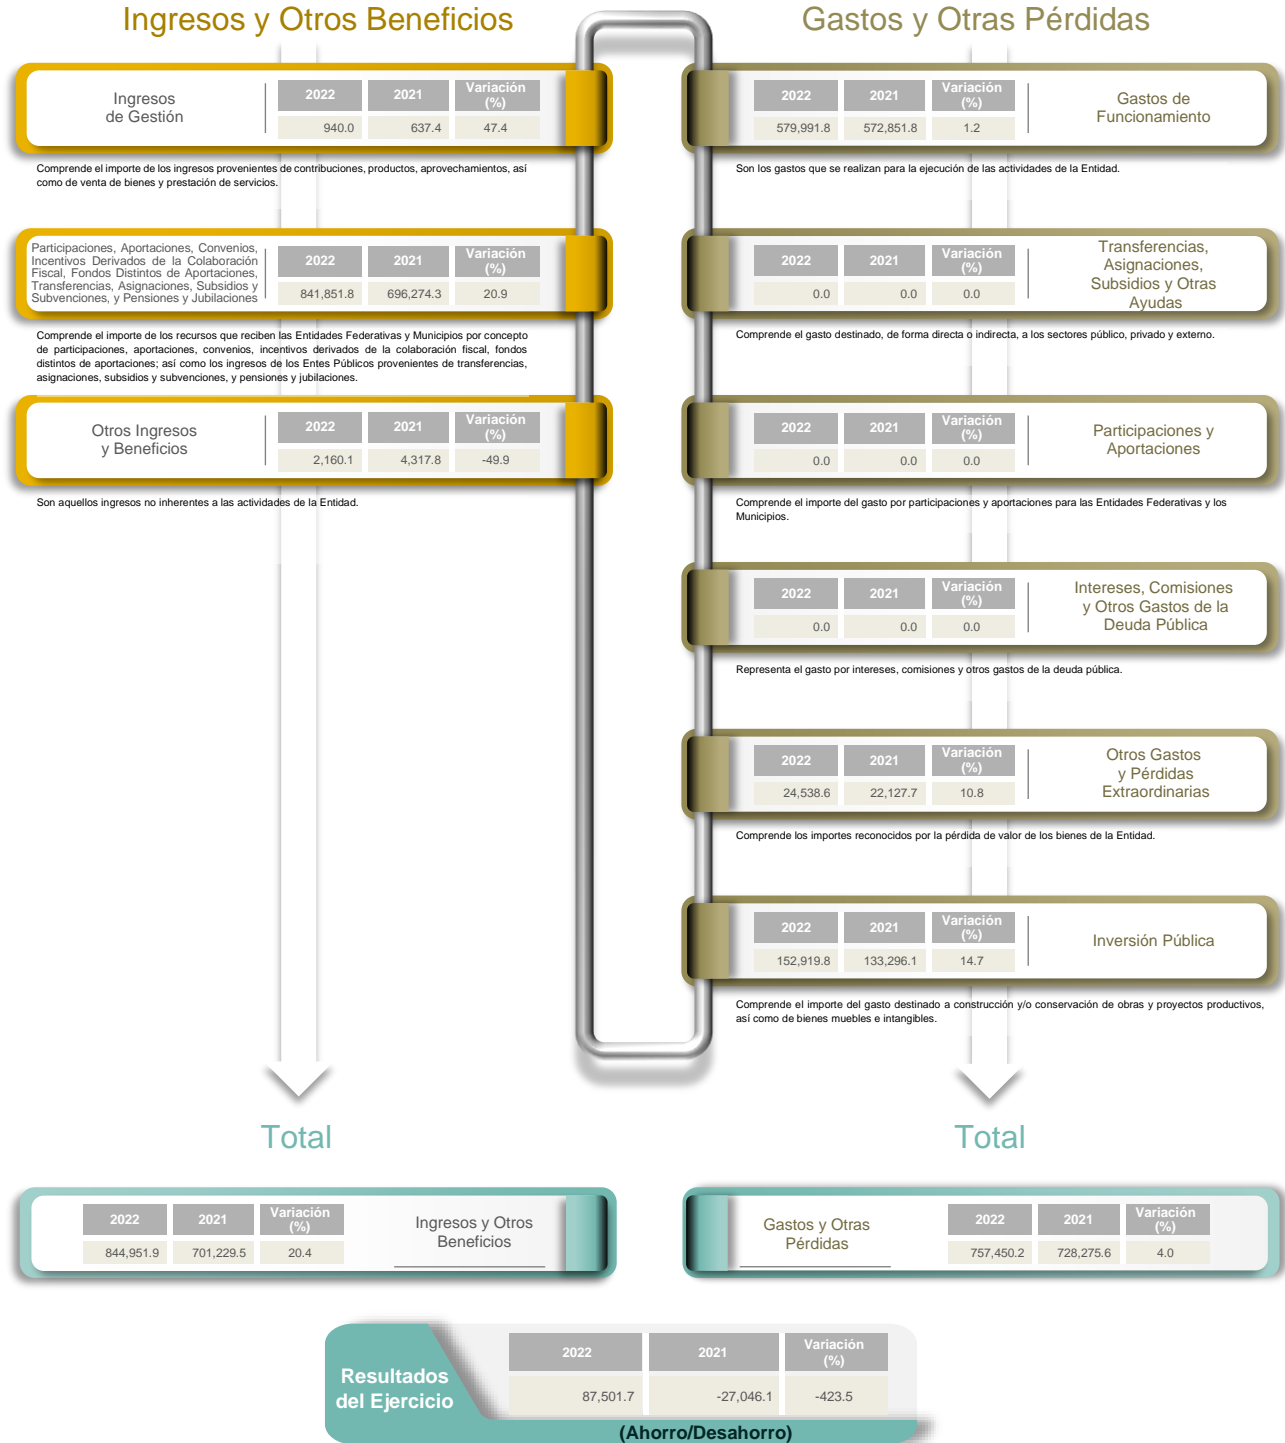 Ingresos y Otros Beneficios
Ingresos
de Gestión
2022 2021 Variación
(%)
940.0 637.4 47.4
Comprende el importe de los ingresos provenientes de contribuciones, productos, aprovechamientos, así
como de venta de bienes y prestación de servicios.
Participaciones, Aportaciones, Convenios,
Incentivos Derivados de la Colaboración
Fiscal, Fondos Distintos de Aportaciones,
Transferencias, Asignaciones, Subsidios y
Subvenciones, y Pensiones y Jubilaciones
2022 2021 Variación
(%)
841,851.8 696,274.3 20.9
Comprende el importe de los recursos que reciben las Entidades Federativas y Municipios por concepto
de participaciones, aportaciones, convenios, incentivos derivados de la colaboración fiscal, fondos
distintos de aportaciones; así como los ingresos de los Entes Públicos provenientes de transferencias,
asignaciones, subsidios y subvenciones, y pensiones y jubilaciones.
Otros Ingresos
y Beneficios
2022 2021 Variación
(%)
2,160.1 4,317.8 -49.9
Son aquellos ingresos no inherentes a las actividades de la Entidad.
Gastos y Otras Pérdidas
2022 2021 Variación
(%)
579,991.8 572,851.8 1.2
Gastos de
Funcionamiento
Son los gastos que se realizan para la ejecución de las actividades de la Entidad.
2022 2021 Variación
(%)
0.0 0.0 0.0
Transferencias,
Asignaciones,
Subsidios y Otras
Ayudas
Comprende el gasto destinado, de forma directa o indirecta, a los sectores público, privado y externo.
2022 2021 Variación
(%)
0.0 0.0 0.0
Participaciones y
Aportaciones
Comprende el importe del gasto por participaciones y aportaciones para las Entidades Federativas y los
Municipios.
2022 2021 Variación
(%)
0.0 0.0 0.0
Intereses, Comisiones
y Otros Gastos de la
Deuda Pública
Representa el gasto por intereses, comisiones y otros gastos de la deuda pública.
2022 2021 Variación
(%)
24,538.6 22,127.7 10.8
Otros Gastos
y Pérdidas
Extraordinarias
Comprende los importes reconocidos por la pérdida de valor de los bienes de la Entidad.
2022 2021 Variación
(%)
152,919.8 133,296.1 14.7
Inversión Pública
Comprende el importe del gasto destinado a construcción y/o conservación de obras y proyectos productivos,
así como de bienes muebles e intangibles.
Total
2022 2021 Variación
(%)
844,951.9 701,229.5 20.4
Ingresos y Otros
Beneficios
Total
Gastos y Otras
Pérdidas
2022 2021 Variación
(%)
757,450.2 728,275.6 4.0
Resultados
del Ejercicio
2022 2021 Variación
(%)
87,501.7 -27,046.1 -423.5
(Ahorro/Desahorro)